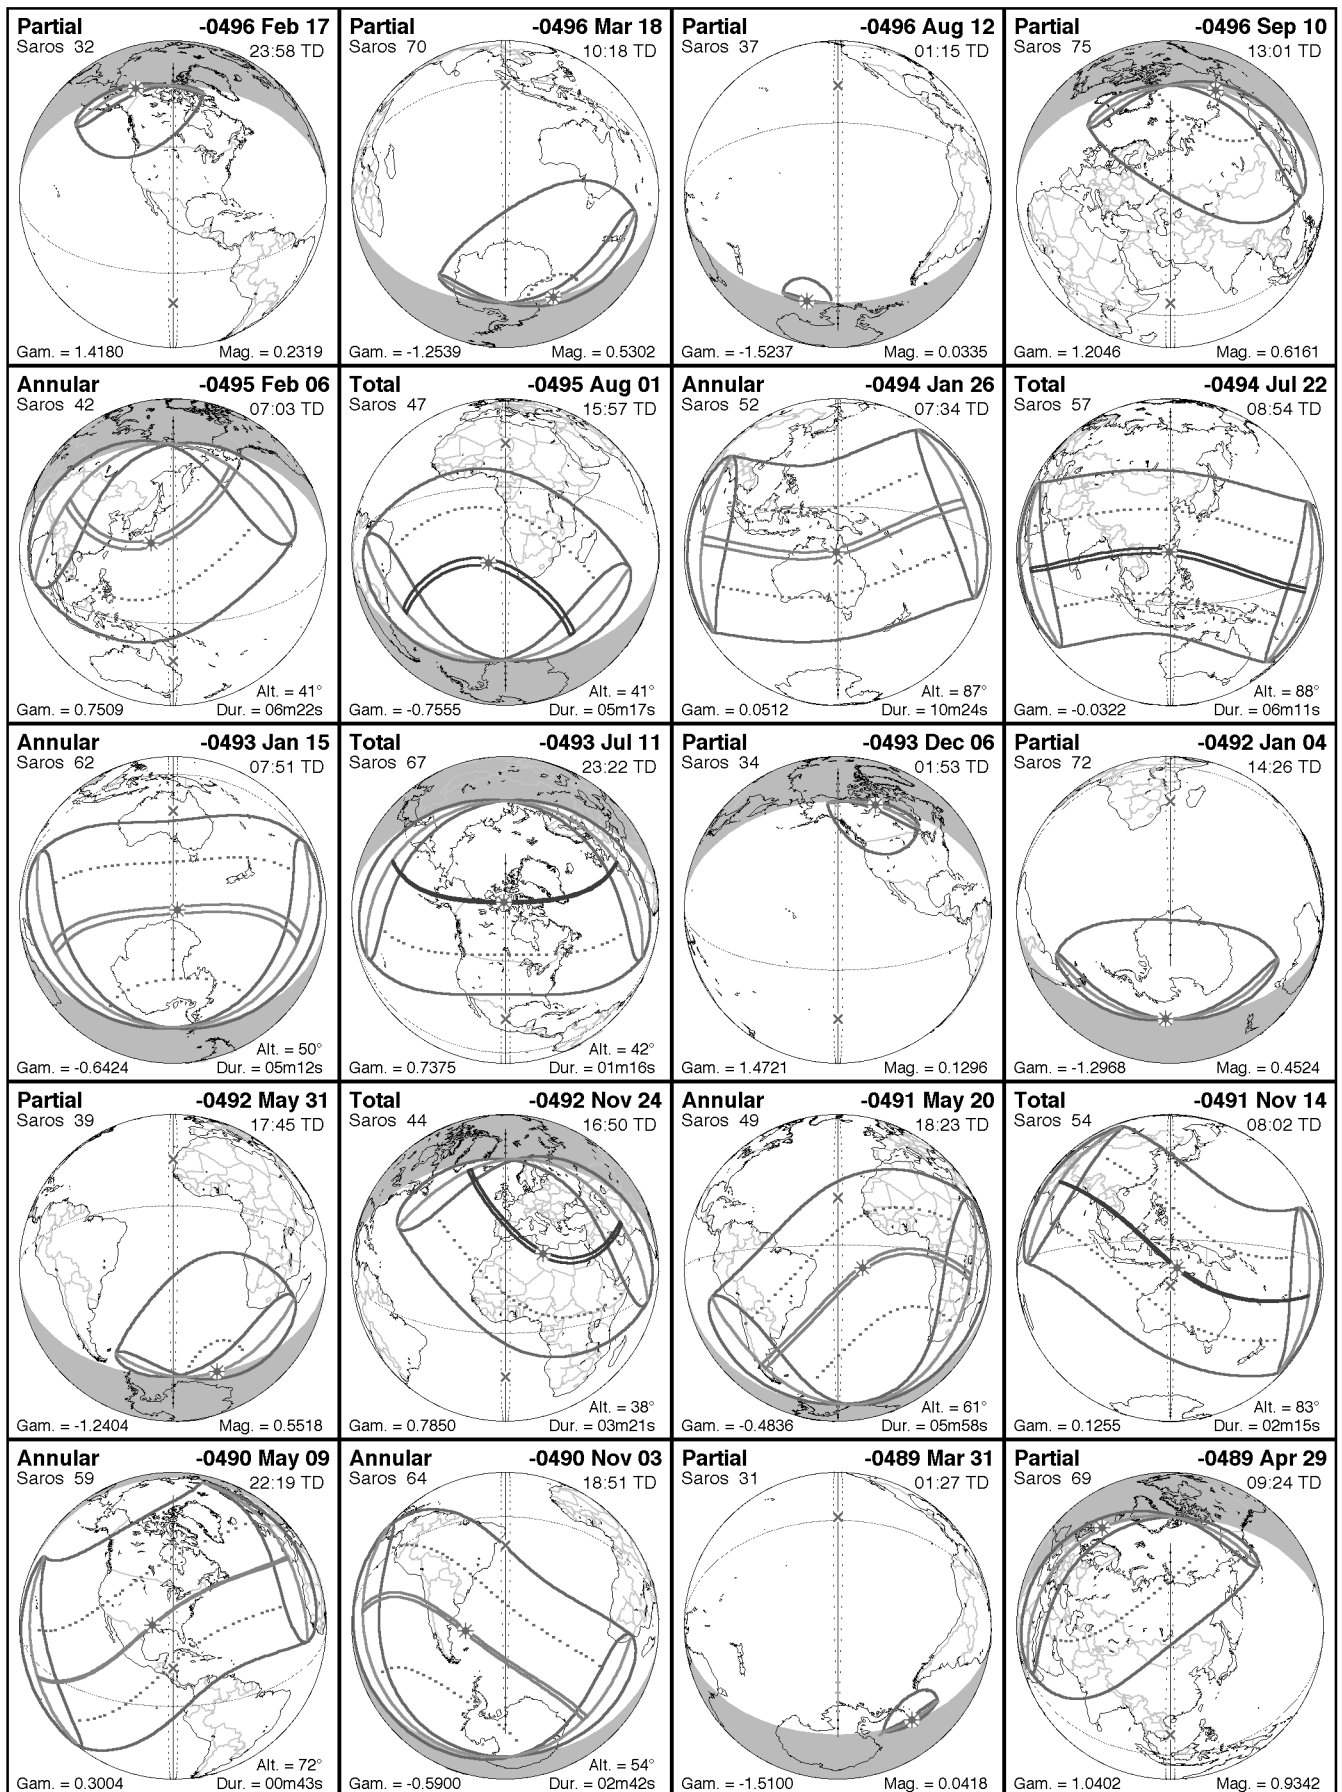 Partial -0496 Feb 17
Saros 32 23:58 TD
Gam. = 1.4180 Mag. = 0.2319
Partial -0496 Mar 18
Saros 70 10:18 TD
Gam. = -1.2539 Mag. = 0.5302
Partial -0496 Aug 12
Saros 37 01:15 TD
Gam. = -1.5237 Mag. = 0.0335
Partial -0496 Sep 10
Saros 75 13:01 TD
Gam. = 1.2046 Mag. = 0.6161
Annular -0495 Feb 06
Saros 42 07:03 TD
Alt. = 41°
Gam. = 0.7509 Dur. = 06m22s
Total -0495 Aug 01
Saros 47 15:57 TD
Alt. = 41°
Gam. = -0.7555 Dur. = 05m17s
Annular -0494 Jan 26
Saros 52 07:34 TD
Alt. = 87°
Gam. = 0.0512 Dur. = 10m24s
Total -0494 Jul 22
Saros 57 08:54 TD
Alt. = 88°
Gam. = -0.0322 Dur. = 06m11s
Annular -0493 Jan 15
Saros 62 07:51 TD
Alt. = 50°
Gam. = -0.6424 Dur. = 05m12s
Total -0493 Jul 11
Saros 67 23:22 TD
Alt. = 42°
Gam. = 0.7375 Dur. = 01m16s
Partial -0493 Dec 06
Saros 34 01:53 TD
Gam. = 1.4721 Mag. = 0.1296
Partial -0492 Jan 04
Saros 72 14:26 TD
Gam. = -1.2968 Mag. = 0.4524
Partial -0492 May 31
Saros 39 17:45 TD
Gam. = -1.2404 Mag. = 0.5518
Total -0492 Nov 24
Saros 44 16:50 TD
Alt. = 38°
Gam. = 0.7850 Dur. = 03m21s
Annular -0491 May 20
Saros 49 18:23 TD
Alt. = 61°
Gam. = -0.4836 Dur. = 05m58s
Total -0491 Nov 14
Saros 54 08:02 TD
Alt. = 83°
Gam. = 0.1255 Dur. = 02m15s
Annular -0490 May 09
Saros 59 22:19 TD
Alt. = 72°
Gam. = 0.3004 Dur. = 00m43s
Annular -0490 Nov 03
Saros 64 18:51 TD
Alt. = 54°
Gam. = -0.5900 Dur. = 02m42s
Partial -0489 Mar 31
Saros 31 01:27 TD
Gam. = -1.5100 Mag. = 0.0418
Partial -0489 Apr 29
Saros 69 09:24 TD
Gam. = 1.0402 Mag. = 0.9342